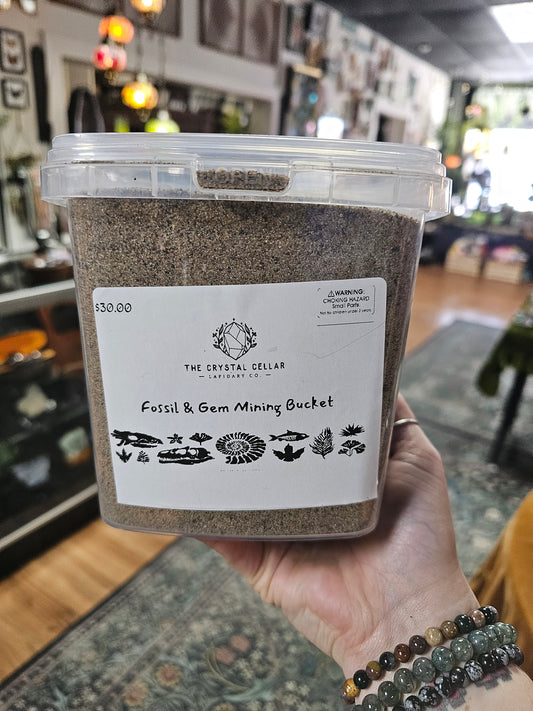 $30.00
⚠WARNING:
CHOKING HAZARD
Small Parts
Not for children under 3 years
THE CRYSTAL CELLAR
— LAPIDARY CO. —
Fossil & Gem Mining Bucket